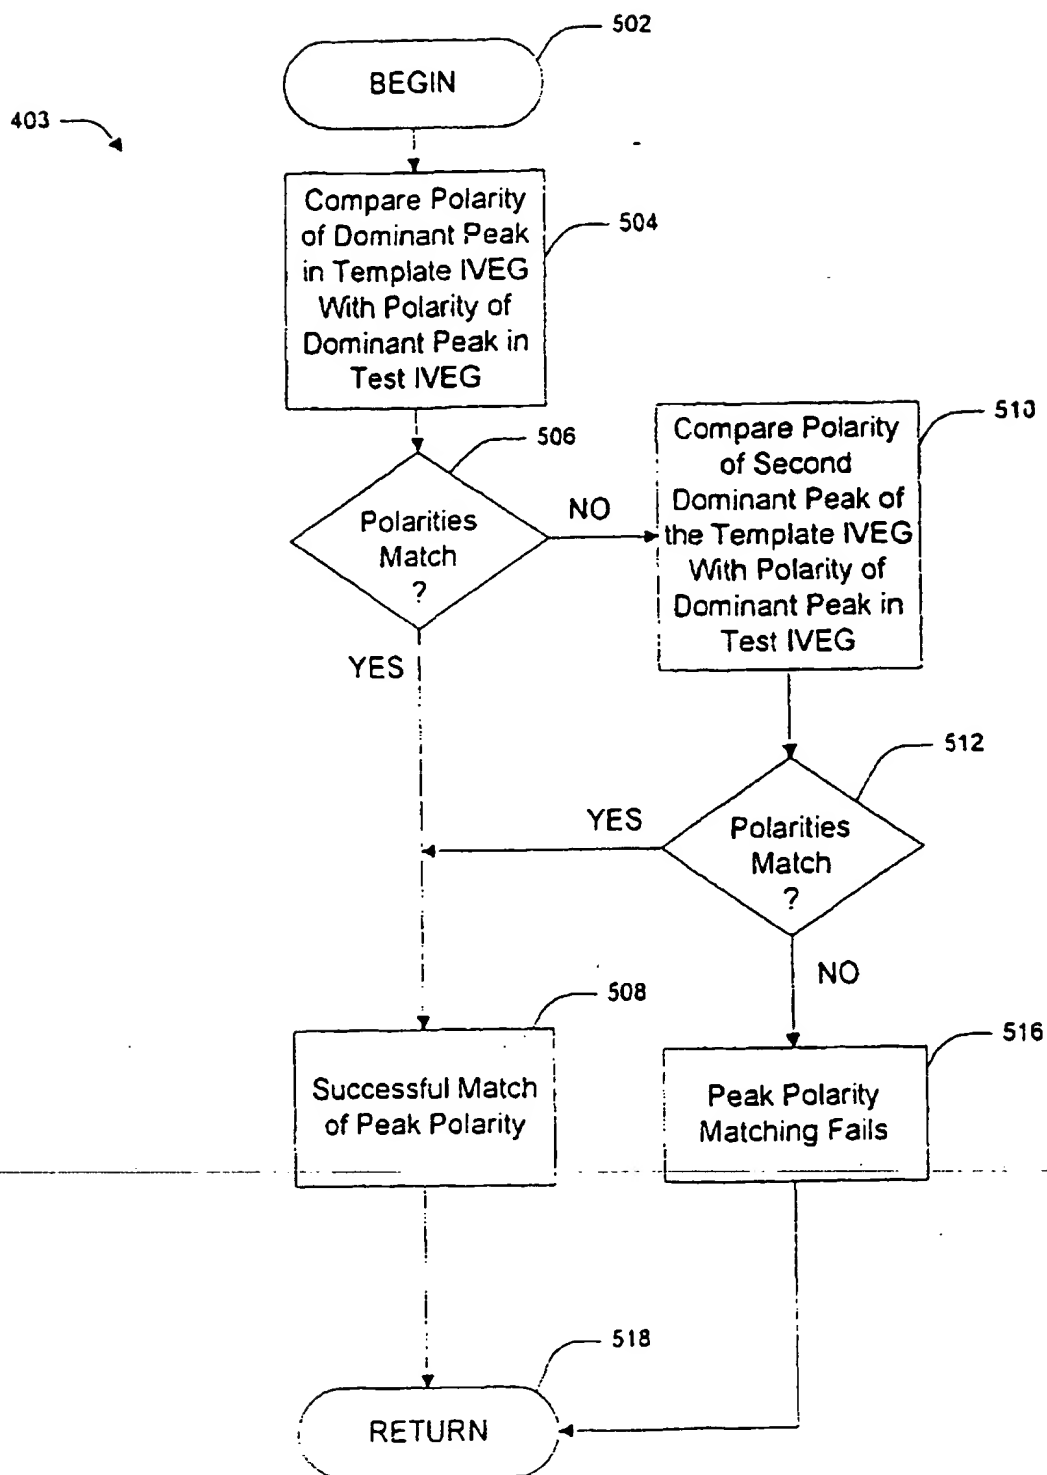 502
BEGIN
403
Compare Polarity
of Dominant Peak
in Template IVEG
With Polarity of
Dominant Peak in
Test IVEG
504
506
Polarities
Match
?
NO
YES
510
Compare Polarity
of Second
Dominant Peak of
the Template IVEG
With Polarity of
Dominant Peak in
Test IVEG
512
Polarities
Match
?
YES
NO
508
Successful Match
of Peak Polarity
516
Peak Polarity
Matching Fails
518
RETURN